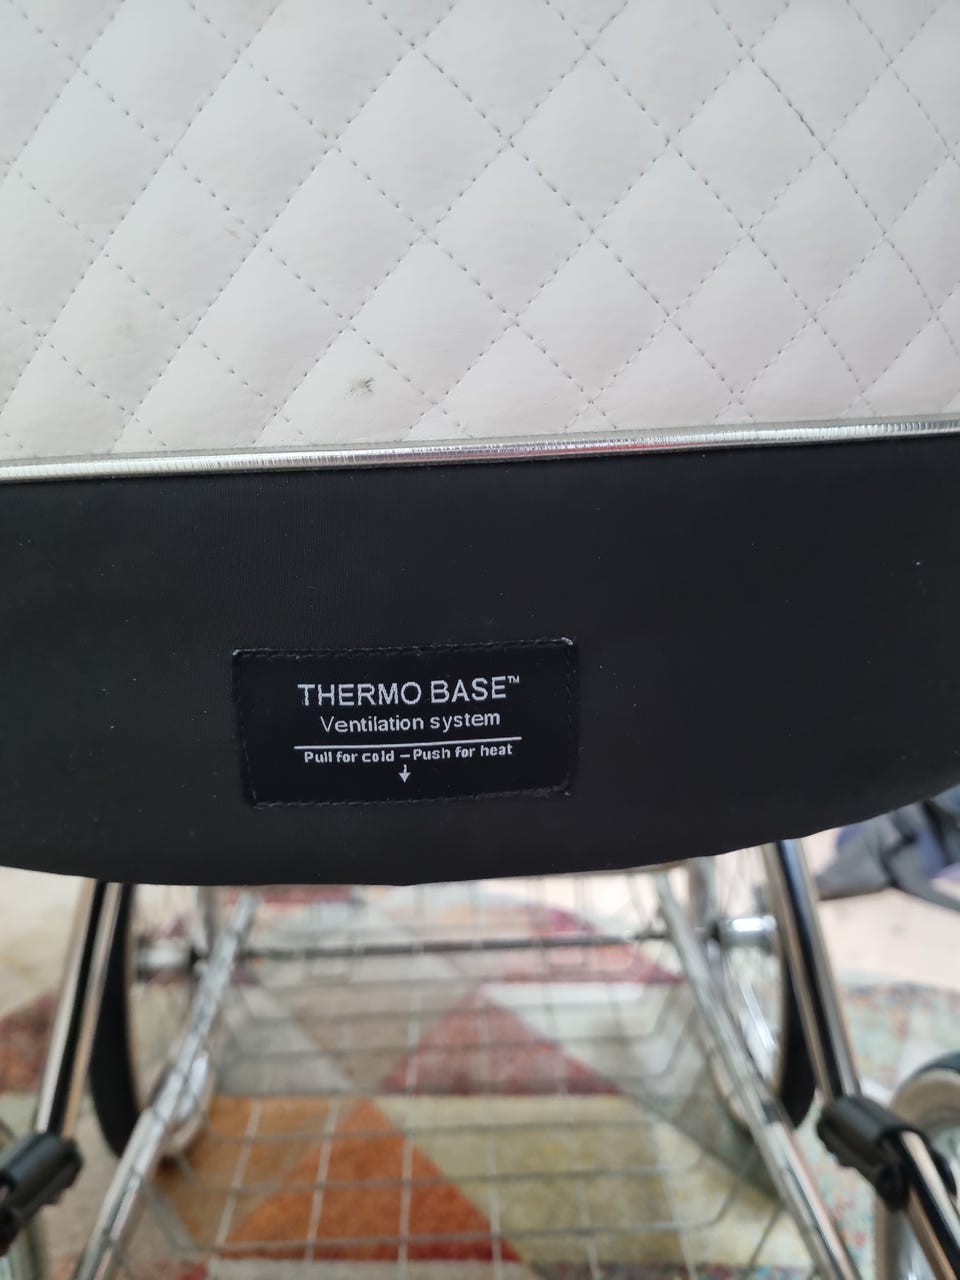 THERMO BASE™
Ventilation system
Pull for cold - Push for heat